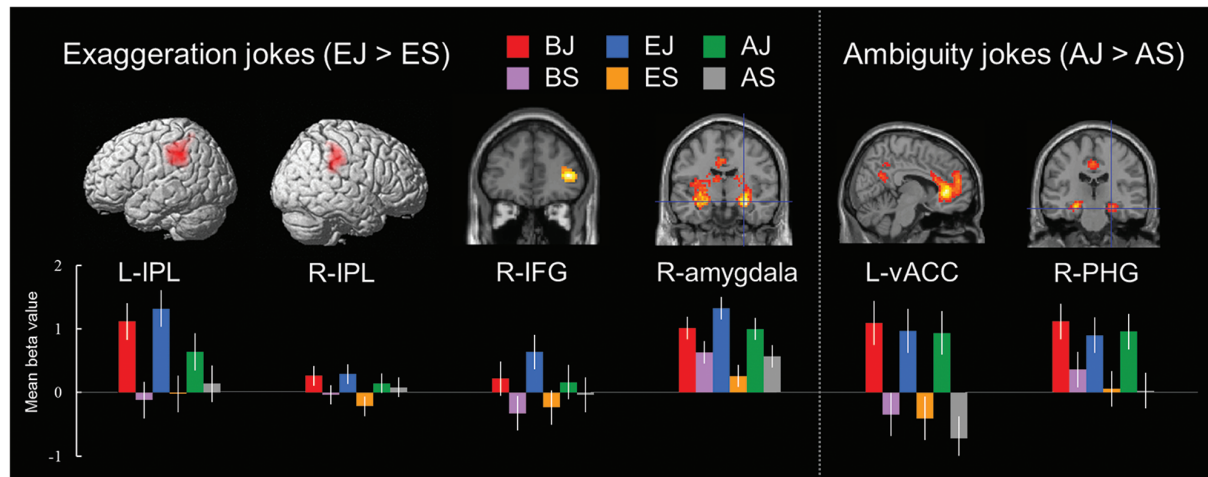 Exaggeration jokes (EJ > ES)
BJ EJ AJ
BS ES AS
Ambiguity jokes (AJ > AS)
L-IPL R-IPL R-IFG R-amygdala L-vACC R-PHG
Mean beta value
2
1
0
-1